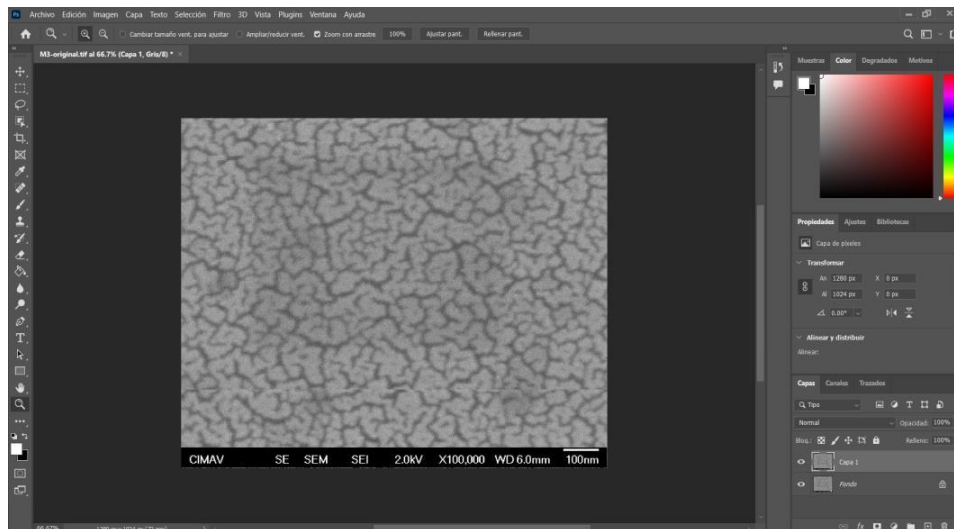 Ps Archivo Edición Imagen Capa Texto Selección Filtro 3D Vista Plugins Ventana Ayuda
Cambiar tamaño vent. para ajustar Ampliar/reducir vent. Zoom con arrastre 100% Ajustar pant. Rellenar pant.
M3-original.tif al 66.7% (Capa 1, Gris/8) *
Muestras Color Degradados Motivos
Propiedades Ajustes Bibliotecas
Capa de píxeles
Transformar
An 1280 px X 0 px
Al 1024 px Y 0 px
0.00°
Alinear y distribuir
Alinear:
Capas Canales Trazados
Tipo
Normal Opacidad: 100%
Bloq.: Relleno: 100%
Capa 1
Fondo
CIMAV SE SEM SEI 2.0kV X100,000 WD 6.0mm 100nm
66.67%